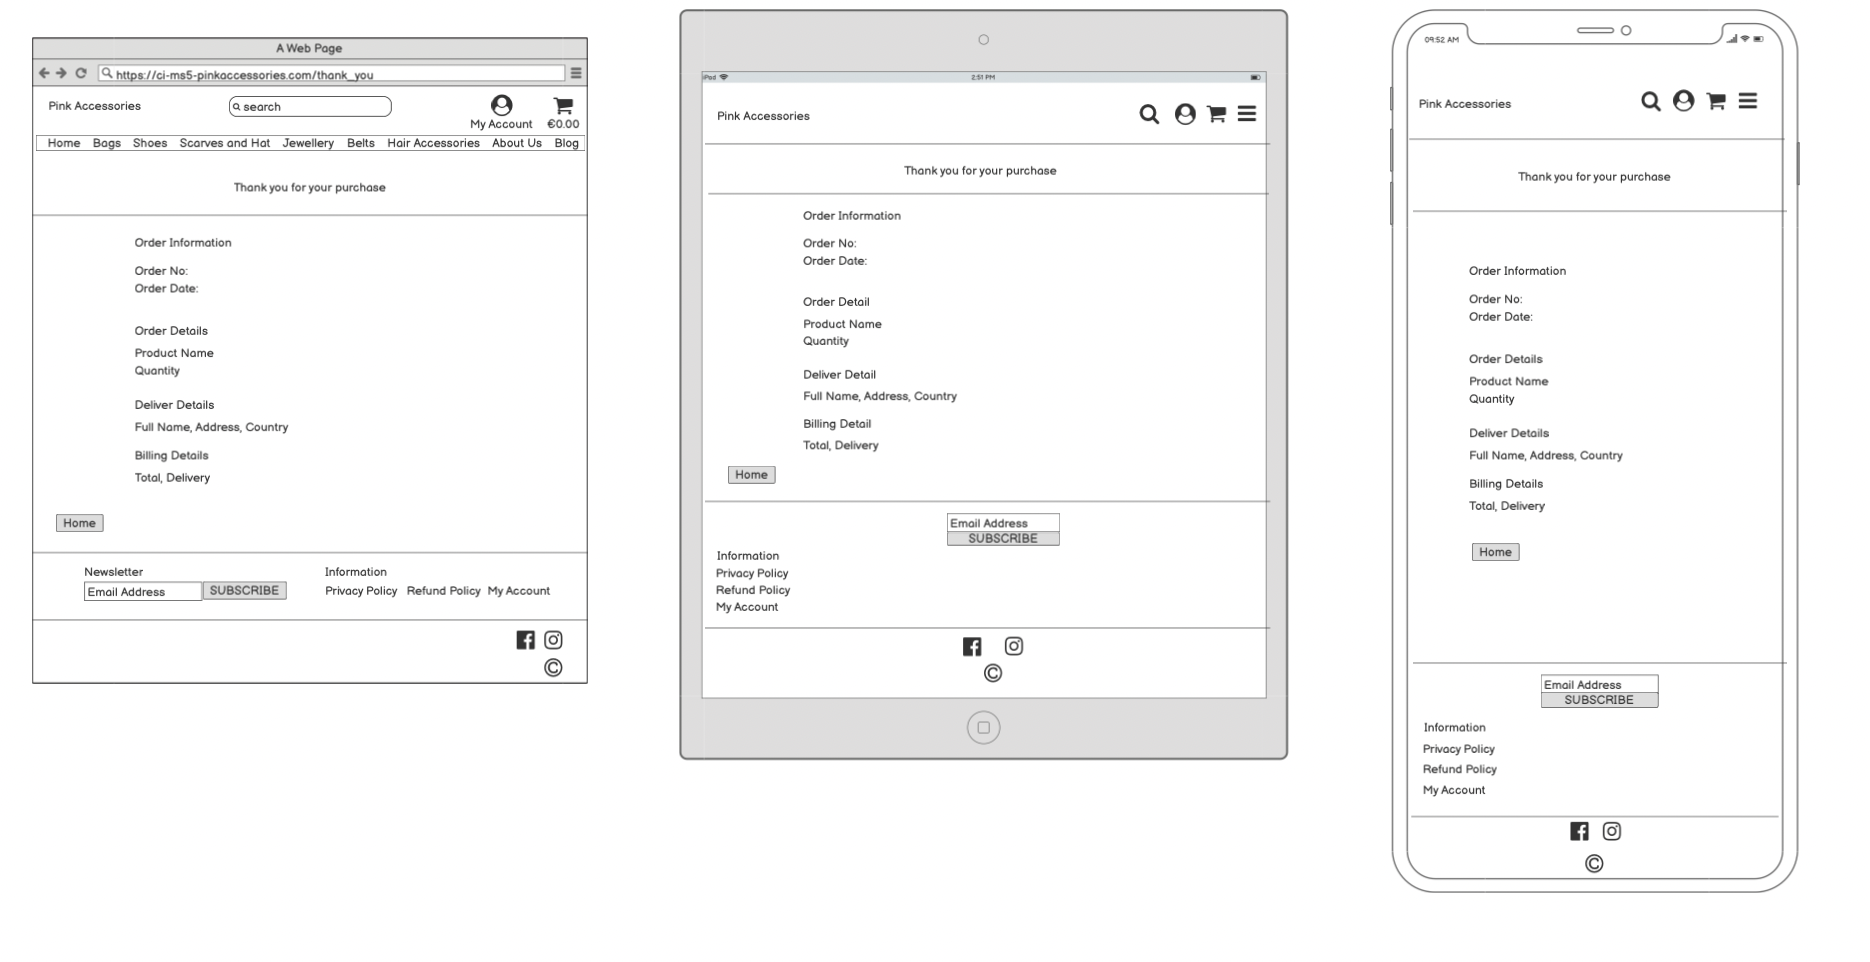 A Web Page
https://ci-ms5-pinkaccessories.com/thank_you
Pink Accessories
search
My Account €0.00
Home Bags Shoes Scarves and Hat Jewellery Belts Hair Accessories About Us Blog
Thank you for your purchase
Order Information
Order No:
Order Date:
Order Details
Product Name
Quantity
Deliver Details
Full Name, Address, Country
Billing Details
Total, Delivery
Home
Newsletter
Email Address SUBSCRIBE
Information
Privacy Policy Refund Policy My Account
©
iPad
2:51 PM
Pink Accessories
Thank you for your purchase
Order Information
Order No:
Order Date:
Order Detail
Product Name
Quantity
Deliver Detail
Full Name, Address, Country
Billing Detail
Total, Delivery
Home
Email Address
SUBSCRIBE
Information
Privacy Policy
Refund Policy
My Account
©
09:52 AM
Pink Accessories
Thank you for your purchase
Order Information
Order No:
Order Date:
Order Details
Product Name
Quantity
Deliver Details
Full Name, Address, Country
Billing Details
Total, Delivery
Home
Email Address
SUBSCRIBE
Information
Privacy Policy
Refund Policy
My Account
©